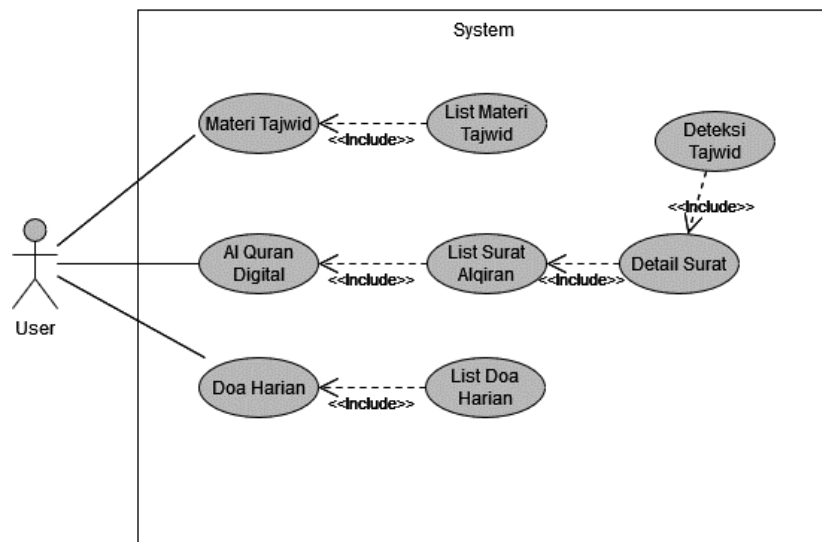 System
Materi Tajwid
<<Include>>
List Materi
Tajwid
Deteksi
Tajwid
<<Include>>
User
Al Quran
Digital
<<Include>>
List Surat
Alqiran
<<Include>>
Detail Surat
Doa Harian
<<Include>>
List Doa
Harian